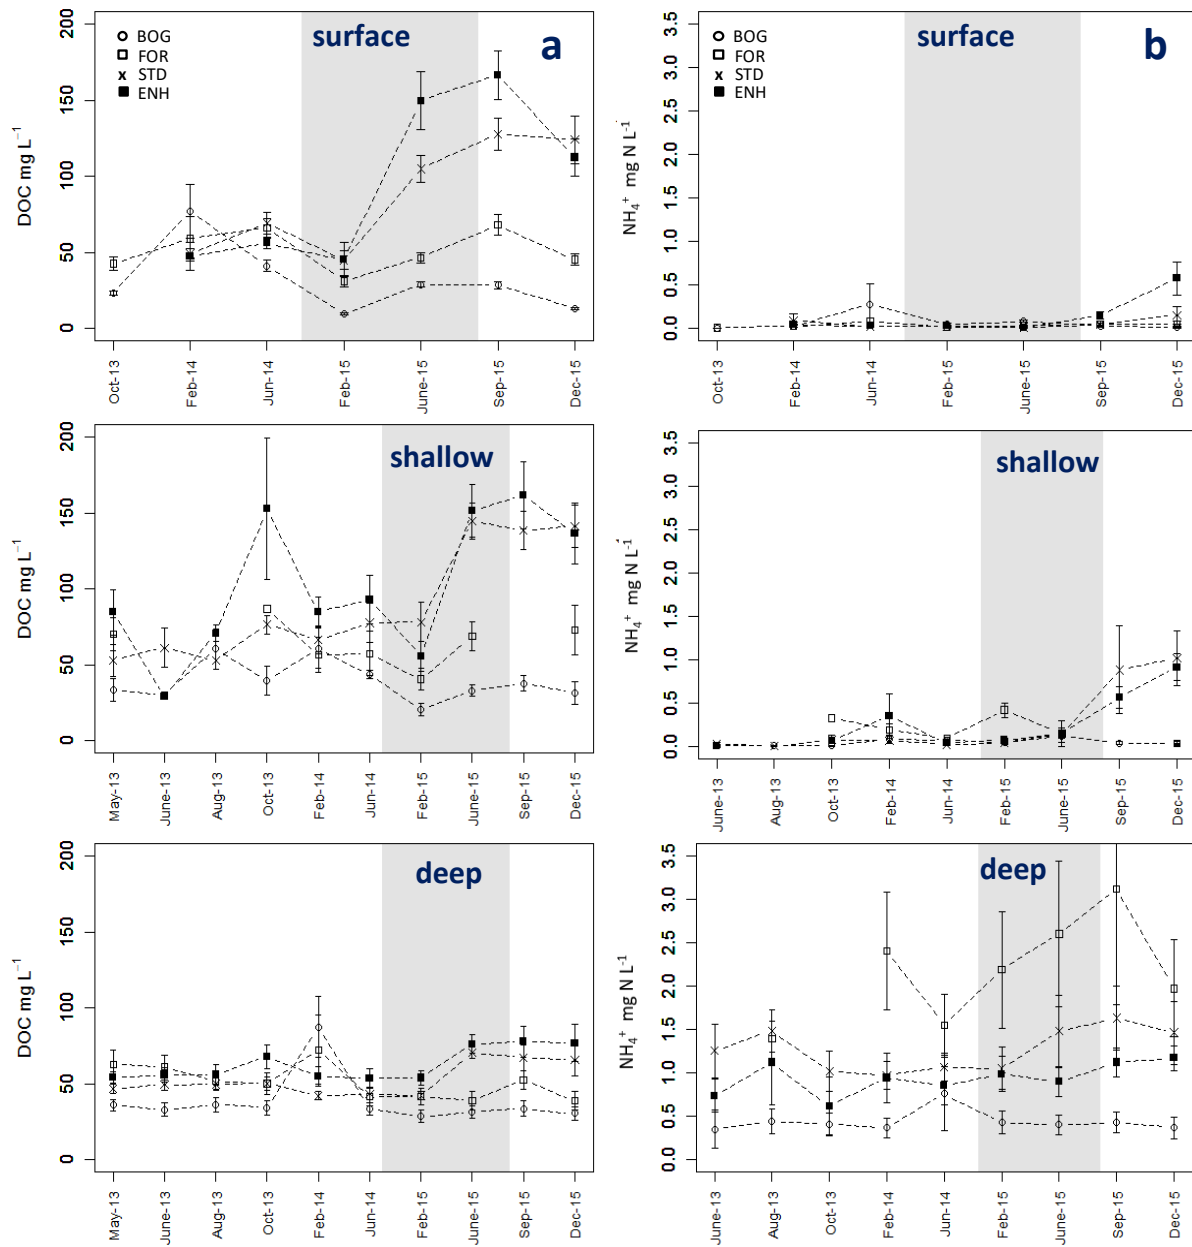 surface
a
BOG
FOR
STD
ENH
DOC mg L⁻¹
0
50
100
150
200
Oct-13
Feb-14
Jun-14
Feb-15
June-15
Sep-15
Dec-15
surface
b
BOG
FOR
STD
ENH
NH₄⁺ mg N L⁻¹
0.0
0.5
1.0
1.5
2.0
2.5
3.0
3.5
Oct-13
Feb-14
Jun-14
Feb-15
June-15
Sep-15
Dec-15
shallow
DOC mg L⁻¹
0
50
100
150
200
May-13
June-13
Aug-13
Oct-13
Feb-14
Jun-14
Feb-15
June-15
Sep-15
Dec-15
shallow
NH₄⁺ mg N L⁻¹
0.0
0.5
1.0
1.5
2.0
2.5
3.0
3.5
June-13
Aug-13
Oct-13
Feb-14
Jun-14
Feb-15
June-15
Sep-15
Dec-15
deep
DOC mg L⁻¹
0
50
100
150
200
May-13
June-13
Aug-13
Oct-13
Feb-14
Jun-14
Feb-15
June-15
Sep-15
Dec-15
deep
NH₄⁺ mg N L⁻¹
0.0
0.5
1.0
1.5
2.0
2.5
3.0
3.5
June-13
Aug-13
Oct-13
Feb-14
Jun-14
Feb-15
June-15
Sep-15
Dec-15